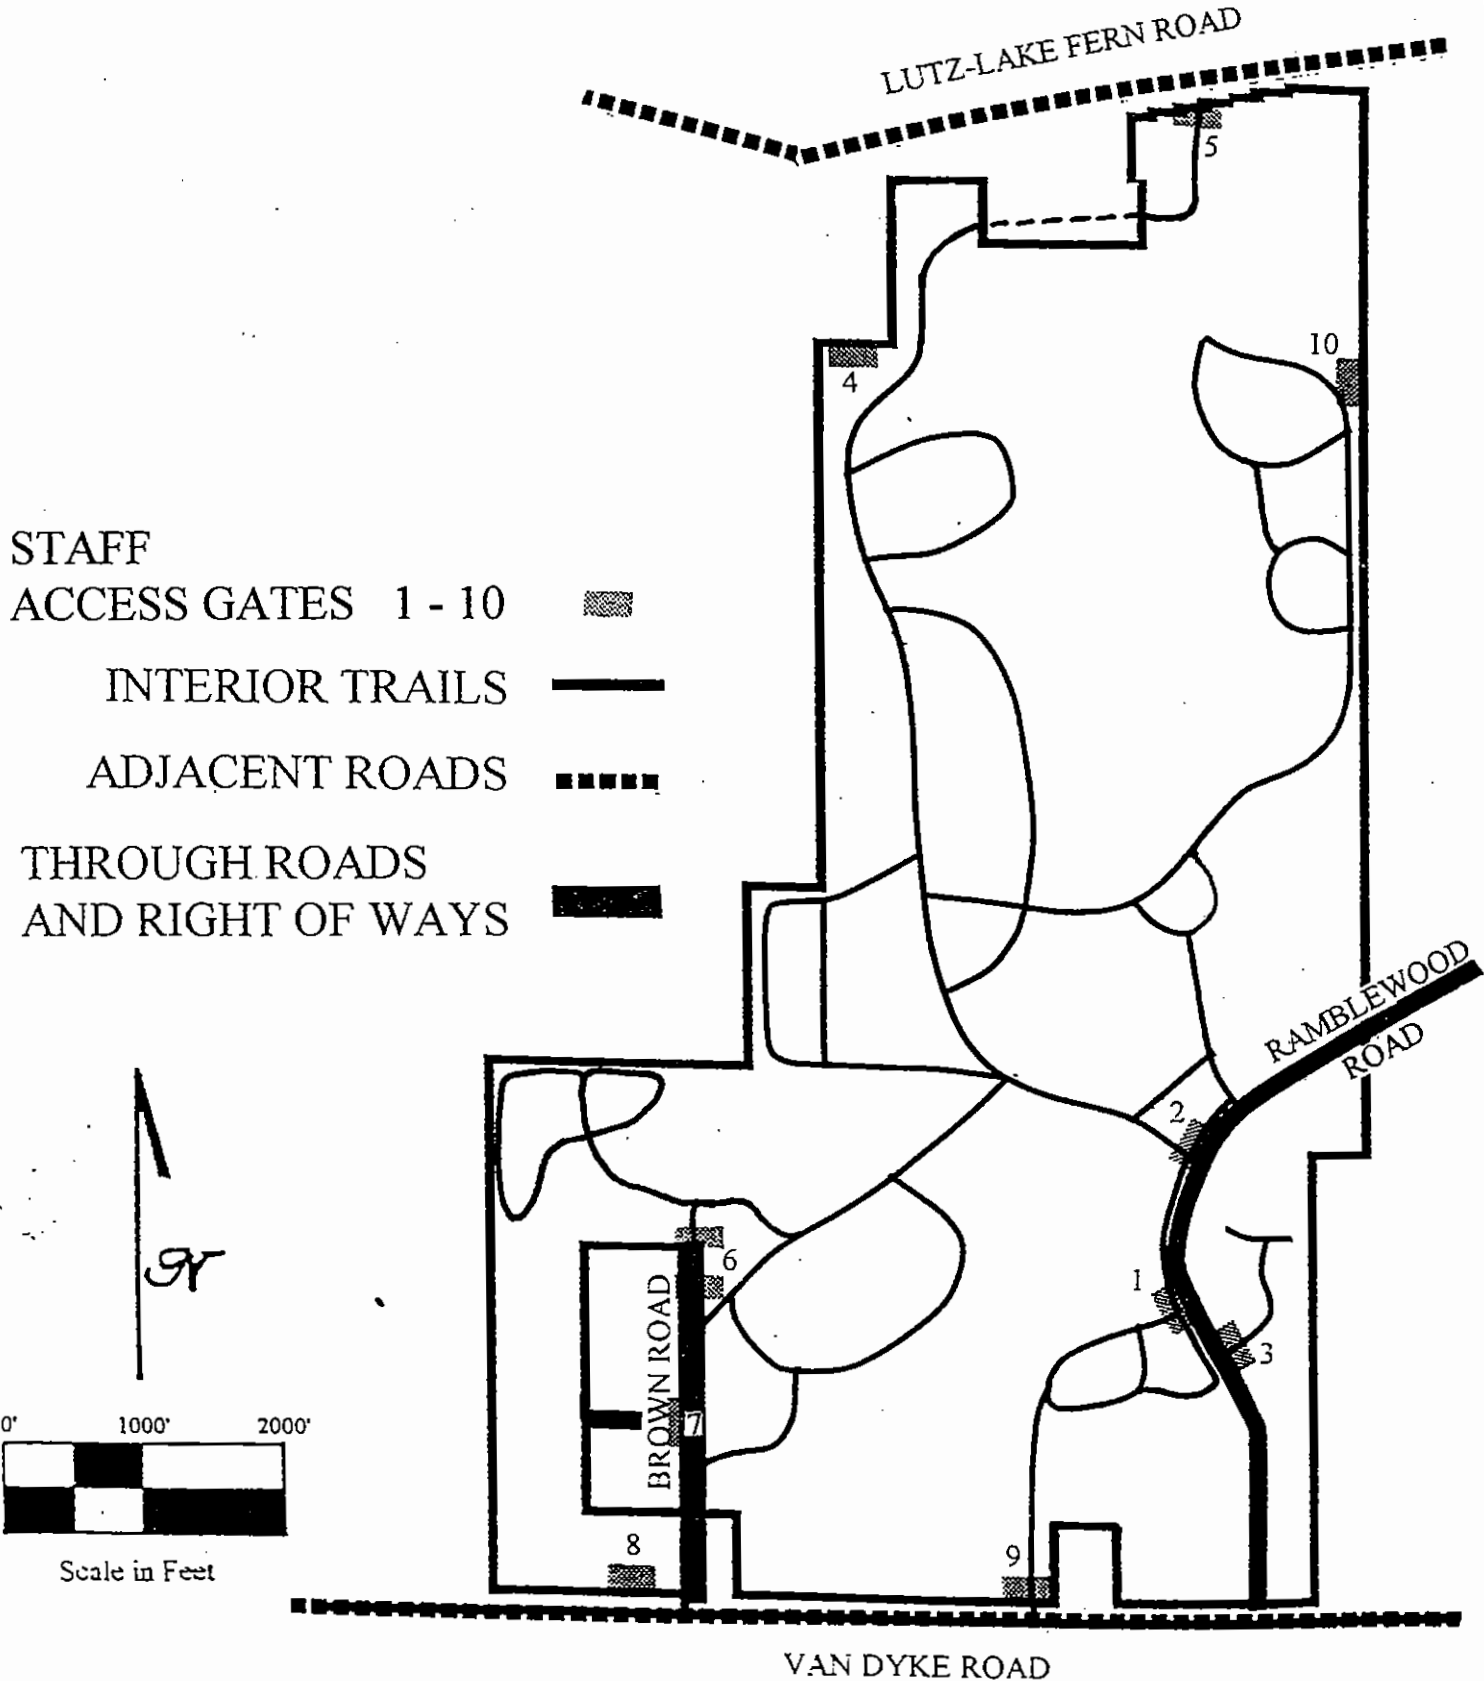 LUTZ-LAKE FERN ROAD
5
10
4
STAFF
ACCESS GATES 1 - 10
INTERIOR TRAILS
ADJACENT ROADS
THROUGH ROADS
AND RIGHT OF WAYS
RAMBLEWOOD
ROAD
2
N
6
1
3
BROWN ROAD
7
0' 1000' 2000'
Scale in Feet
8
9
VAN DYKE ROAD